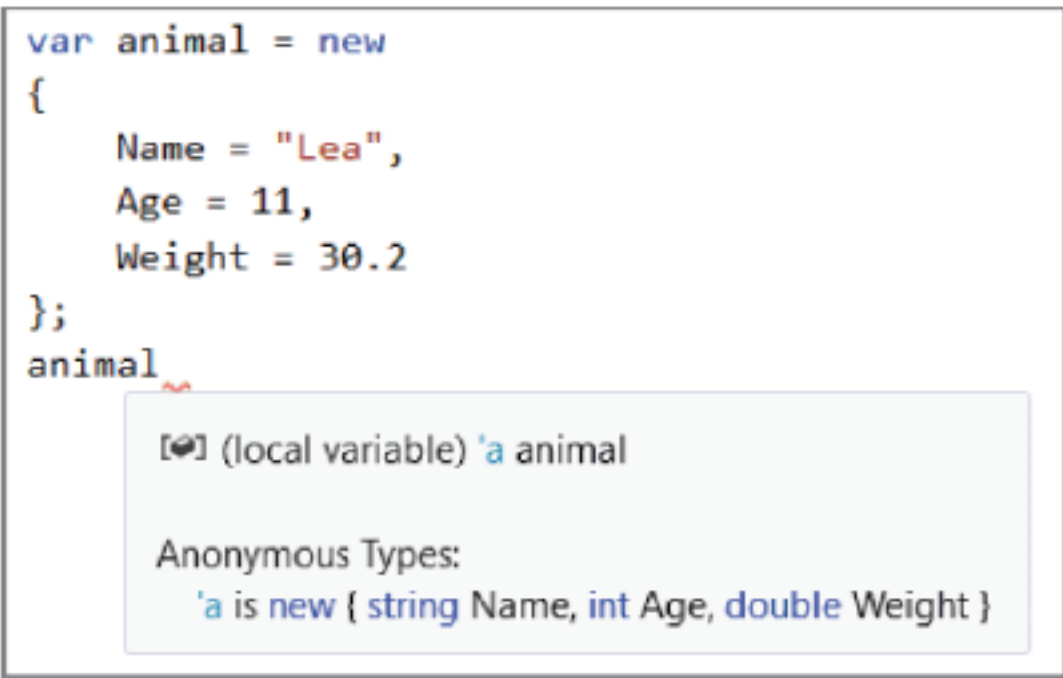 var animal = new
{
Name = "Lea",
Age = 11,
Weight = 30.2
};
animal
(local variable) 'a animal
Anonymous Types:
'a is new { string Name, int Age, double Weight }